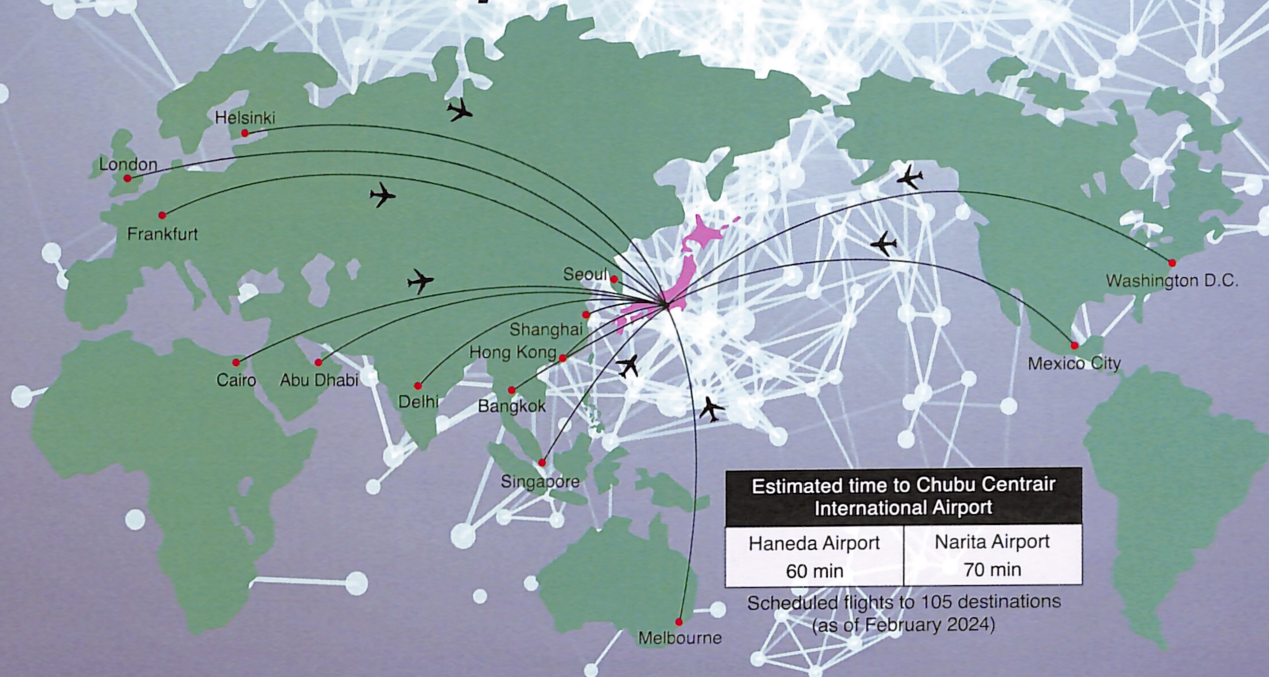 Helsinki
London
Frankfurt
Seoul
Washington D.C.
Shanghai
Hong Kong
Mexico City
Cairo
Abu Dhabi
Delhi
Bangkok
Singapore
Estimated time to Chubu Centrair
International Airport
Haneda Airport
60 min
Narita Airport
70 min
Scheduled flights to 105 destinations
(as of February 2024)
Melbourne